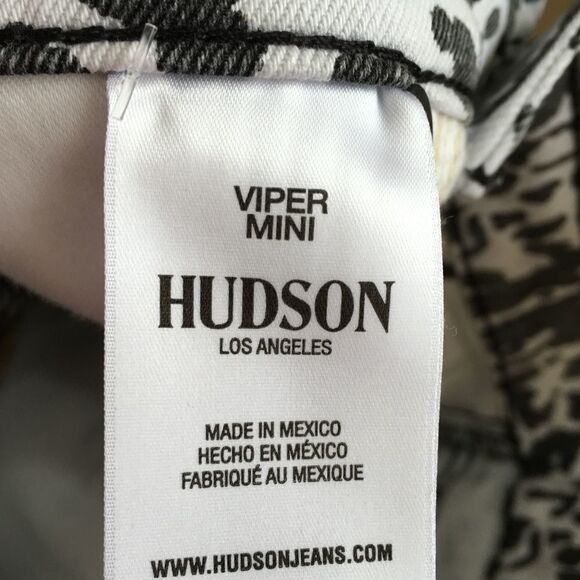 VIPER
MINI
HUDSON
LOS ANGELES
MADE IN MEXICO
HECHO EN MÉXICO
FABRIQUÉ AU MEXIQUE
WWW.HUDSONJEANS.COM